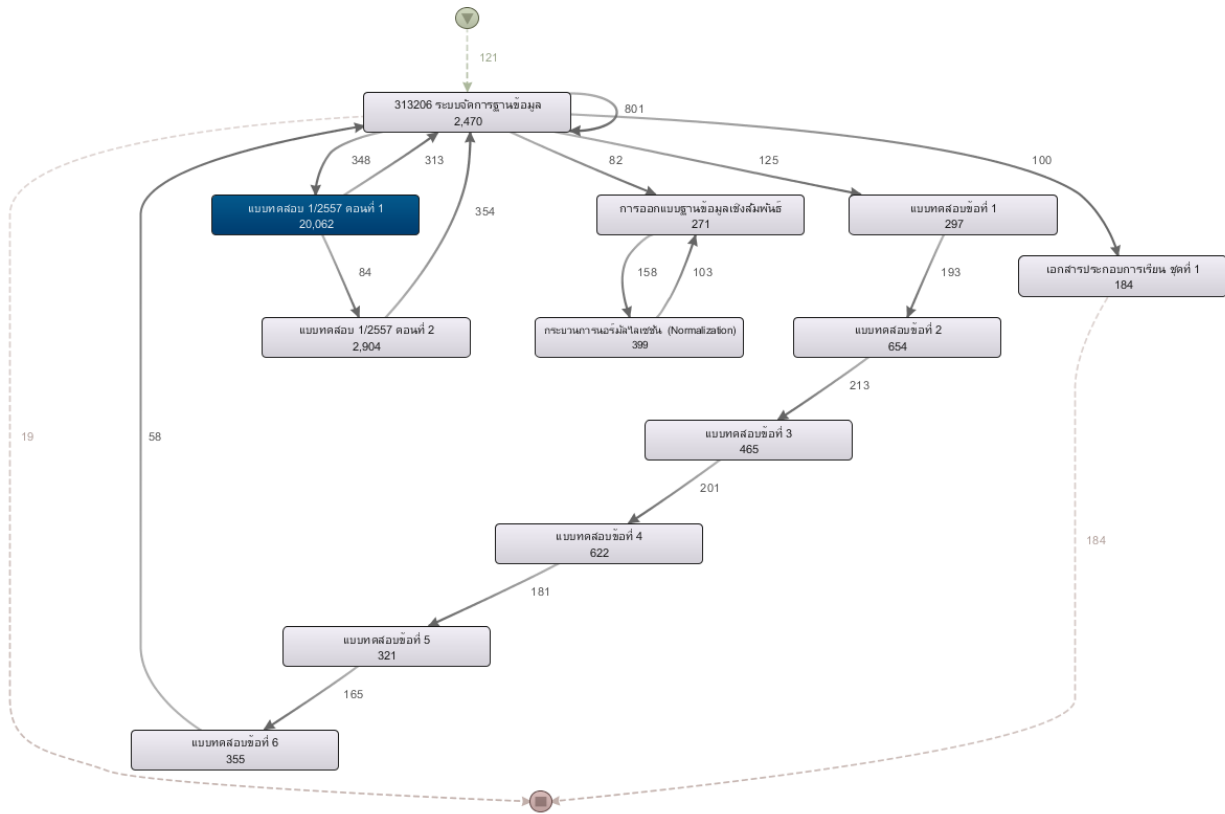 121
313206 ระบบจัดการฐานข้อมูล
2,470
801
348
313
82
125
100
แบบทดสอบ 1/2557 ตอนที่ 1
20,062
354
การออกแบบฐานข้อมูลเชิงสัมพันธ์
271
แบบทดสอบข้อที่ 1
297
เอกสารประกอบการเรียน ชุดที่ 1
184
84
158
103
193
แบบทดสอบ 1/2557 ตอนที่ 2
2,904
กระบวนการนอร์มัลไลเซชัน (Normalization)
399
แบบทดสอบข้อที่ 2
654
213
19
58
แบบทดสอบข้อที่ 3
465
201
แบบทดสอบข้อที่ 4
622
184
181
แบบทดสอบข้อที่ 5
321
165
แบบทดสอบข้อที่ 6
355